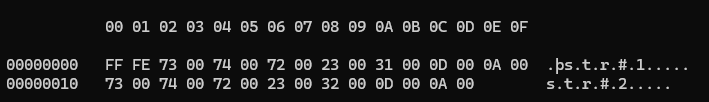 00 01 02 03 04 05 06 07 08 09 0A 0B 0C 0D 0E 0F
00000000 FF FE 73 00 74 00 72 00 23 00 31 00 0D 00 0A 00 .þs.t.r.#.1.....
00000010 73 00 74 00 72 00 23 00 32 00 0D 00 0A 00 s.t.r.#.2.....